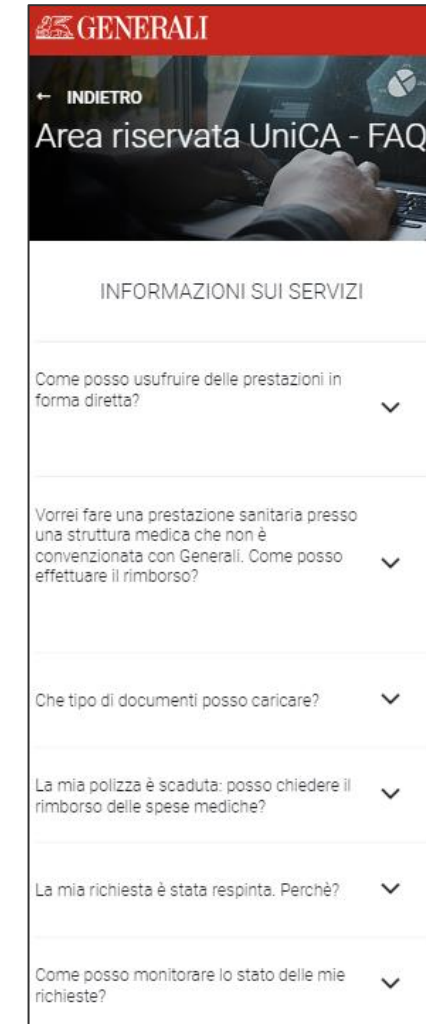 GENERALI
← INDIETRO
Area riservata UniCA - FAQ
INFORMAZIONI SUI SERVIZI
Come posso usufruire delle prestazioni in
forma diretta?
Vorrei fare una prestazione sanitaria presso
una struttura medica che non è
convenzionata con Generali. Come posso
effettuare il rimborso?
Che tipo di documenti posso caricare?
La mia polizza è scaduta: posso chiedere il
rimborso delle spese mediche?
La mia richiesta è stata respinta. Perchè?
Come posso monitorare lo stato delle mie
richieste?